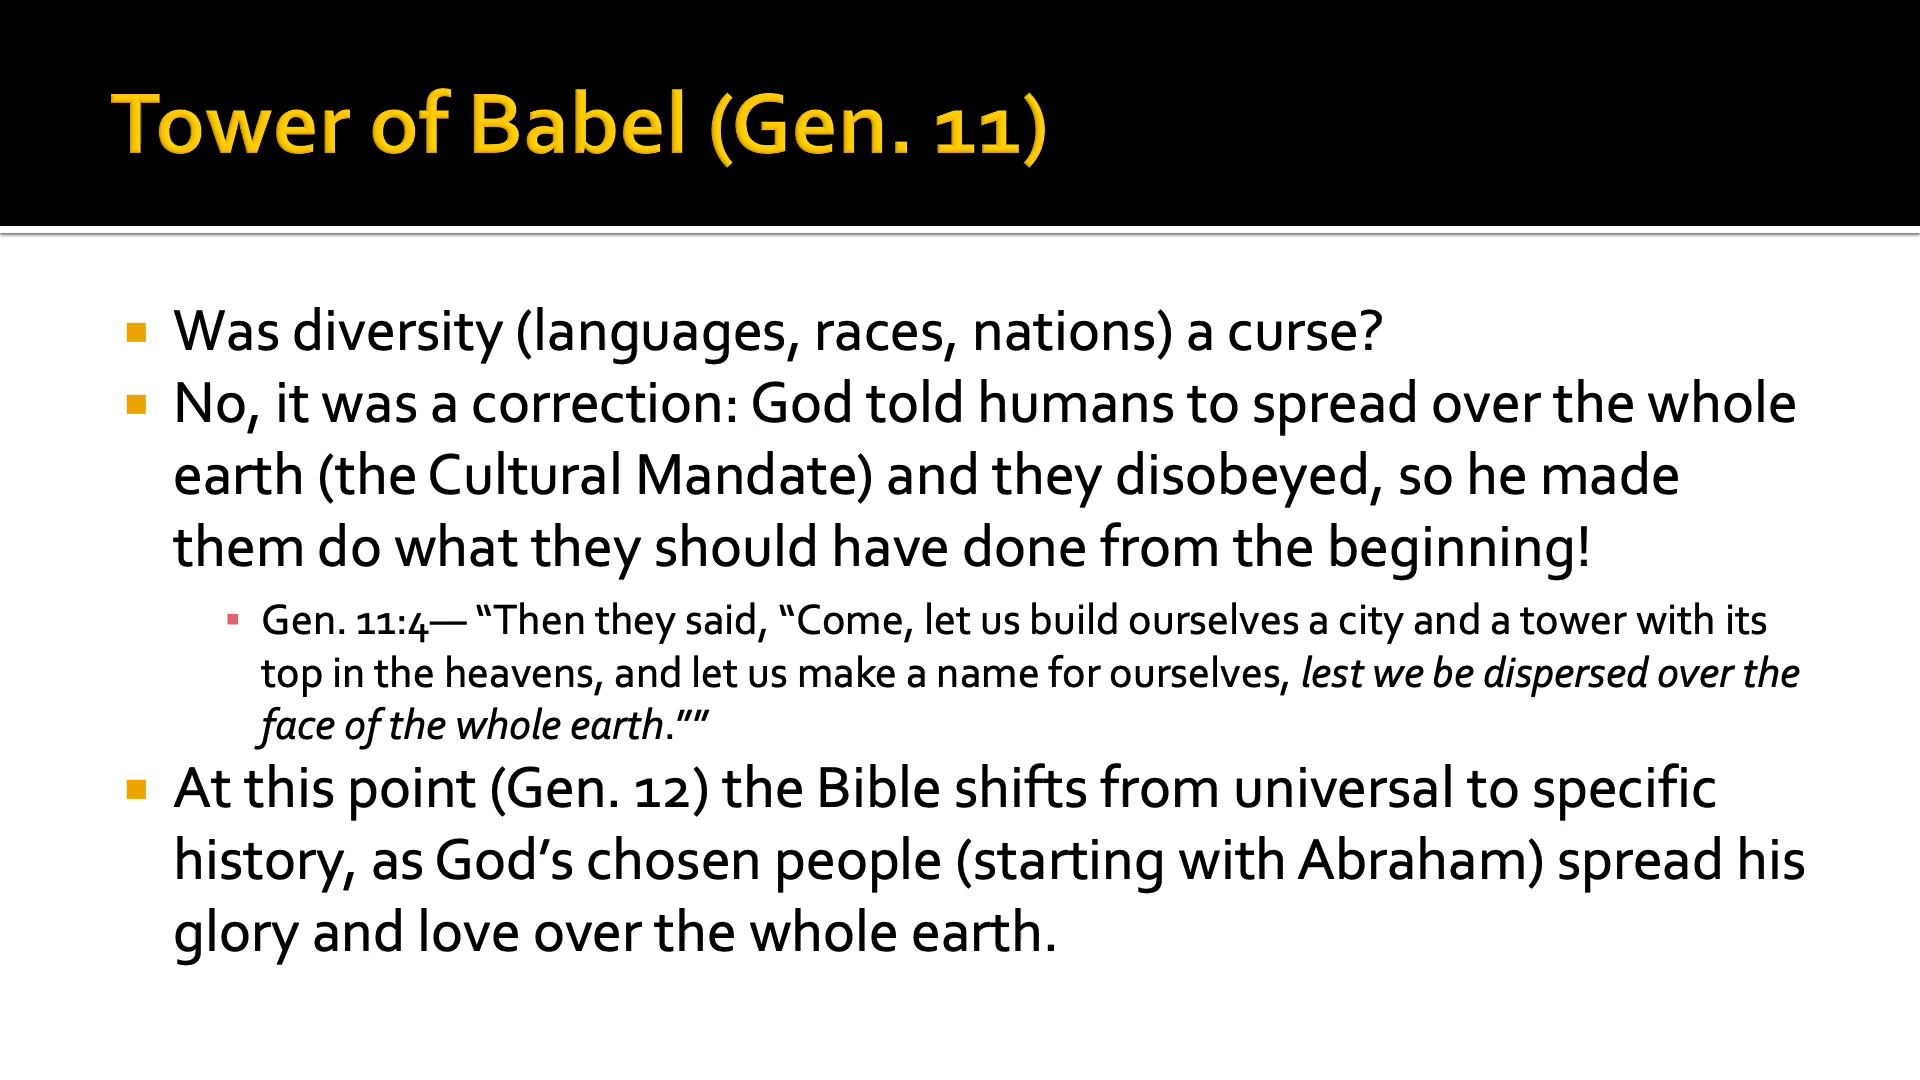 Tower of Babel (Gen. 11)
Was diversity (languages, races, nations) a curse?
No, it was a correction: God told humans to spread over the whole
earth (the Cultural Mandate) and they disobeyed, so he made
them do what they should have done from the beginning!
Gen. 11:4— “Then they said, “Come, let us build ourselves a city and a tower with its
top in the heavens, and let us make a name for ourselves, lest we be dispersed over the
face of the whole earth.””
At this point (Gen. 12) the Bible shifts from universal to specific
history, as God’s chosen people (starting with Abraham) spread his
glory and love over the whole earth.